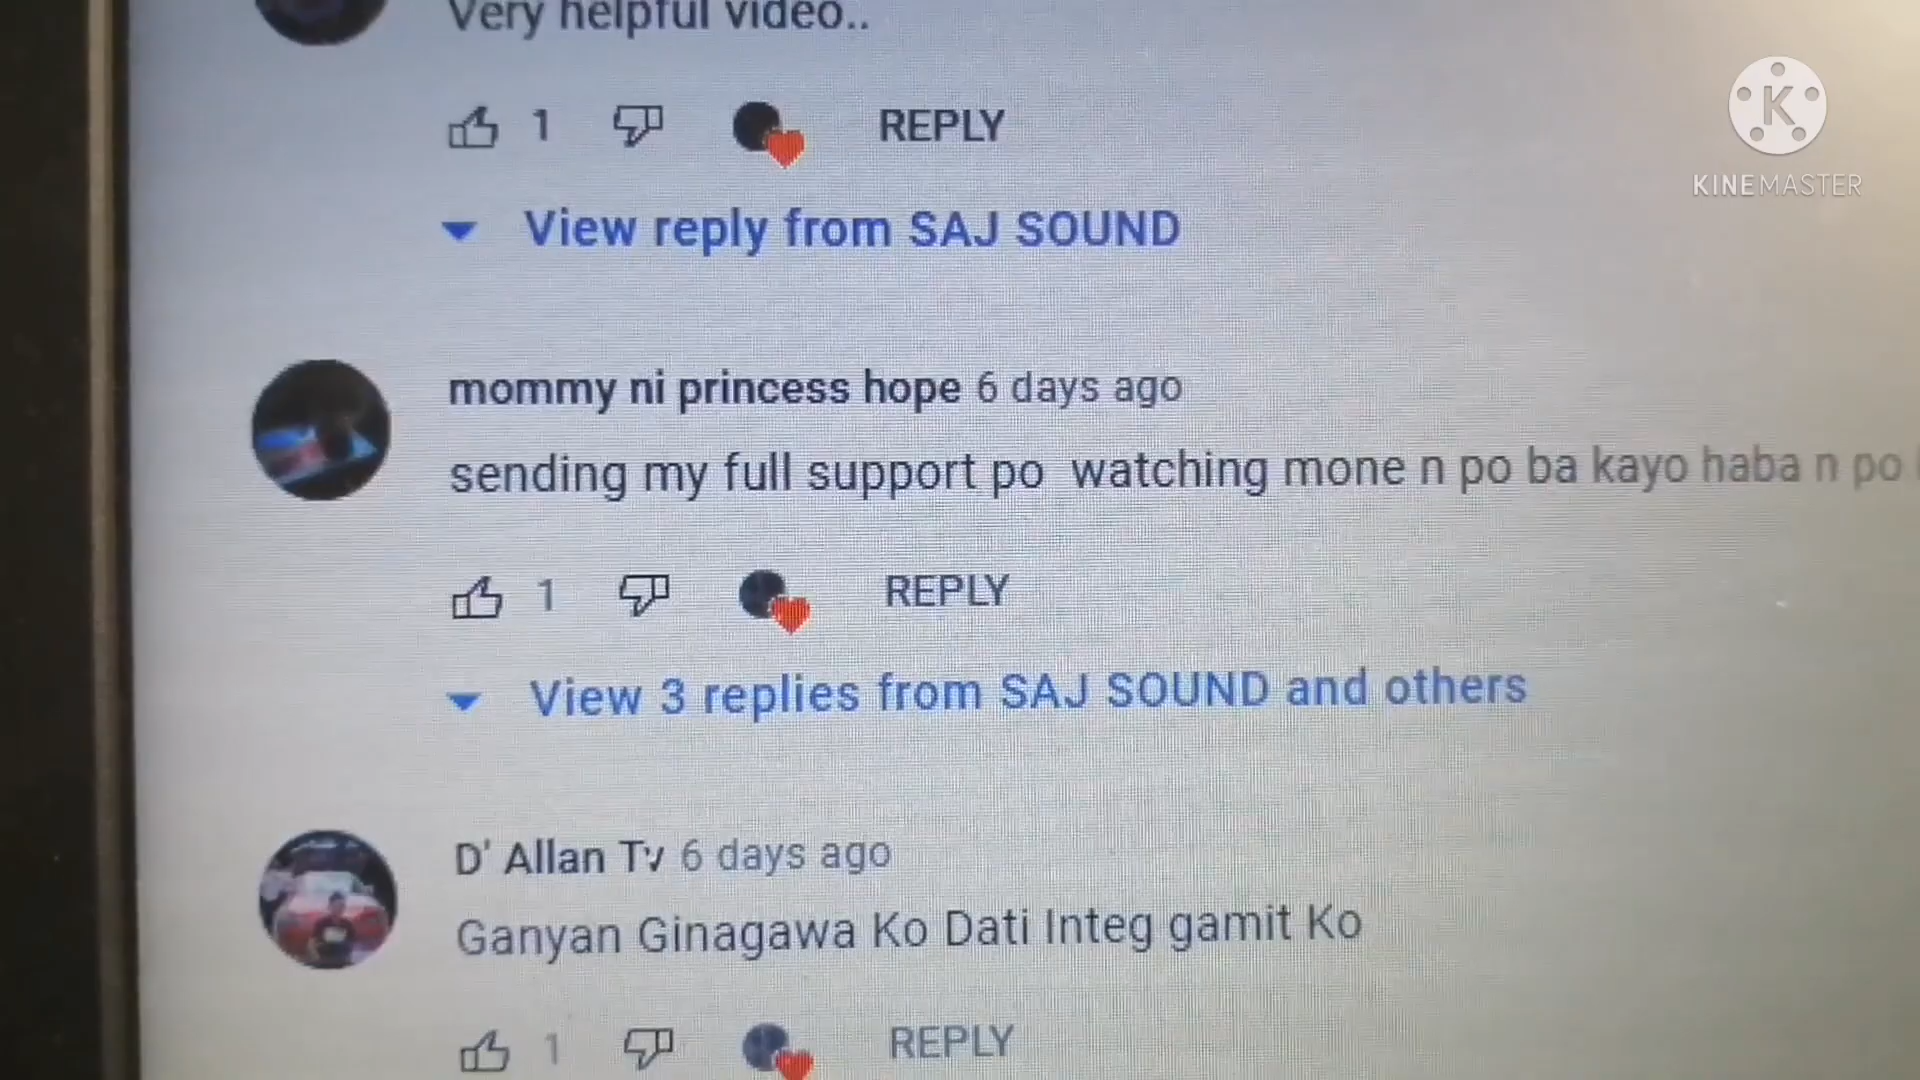 Very helpful video..
1 REPLY
KINEMASTER
View reply from SAJ SOUND
mommy ni princess hope 6 days ago
sending my full support po watching mone n po ba kayo haba n po
1 REPLY
View 3 replies from SAJ SOUND and others
D' Allan Tv 6 days ago
Ganyan Ginagawa Ko Dati Integ gamit Ko
1 REPLY